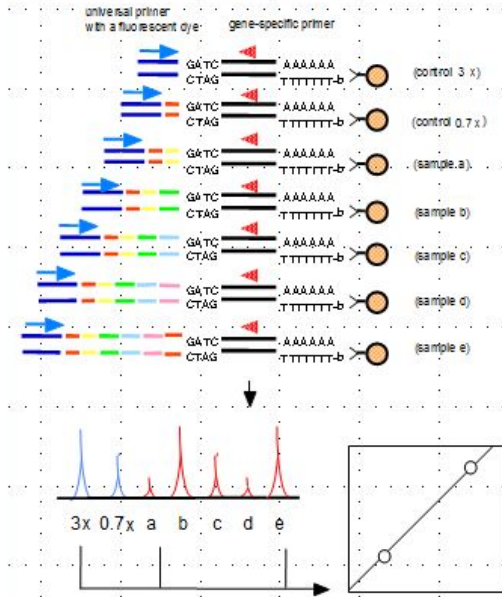 universal primer
with a fluorescent dye
gene-specific primer
GATC AAAAAA
CTAG TTTTTTT-b (control 3 x)
GATC AAAAAA
CTAG TTTTTTT-b (control 0.7x)
GATC AAAAAA
CTAG TTTTTTT-b (sample.a).
GATC AAAAAA
CTAG TTTTTTT-b (sample b)
GATC AAAAAA
CTAG TTTTTTT-b (sample c)
GATC AAAAAA
CTAG TTTTTTT-b (sample d)
GATC AAAAAA
CTAG TTTTTTT-b (sample e)
3x 0.7x a b c d e